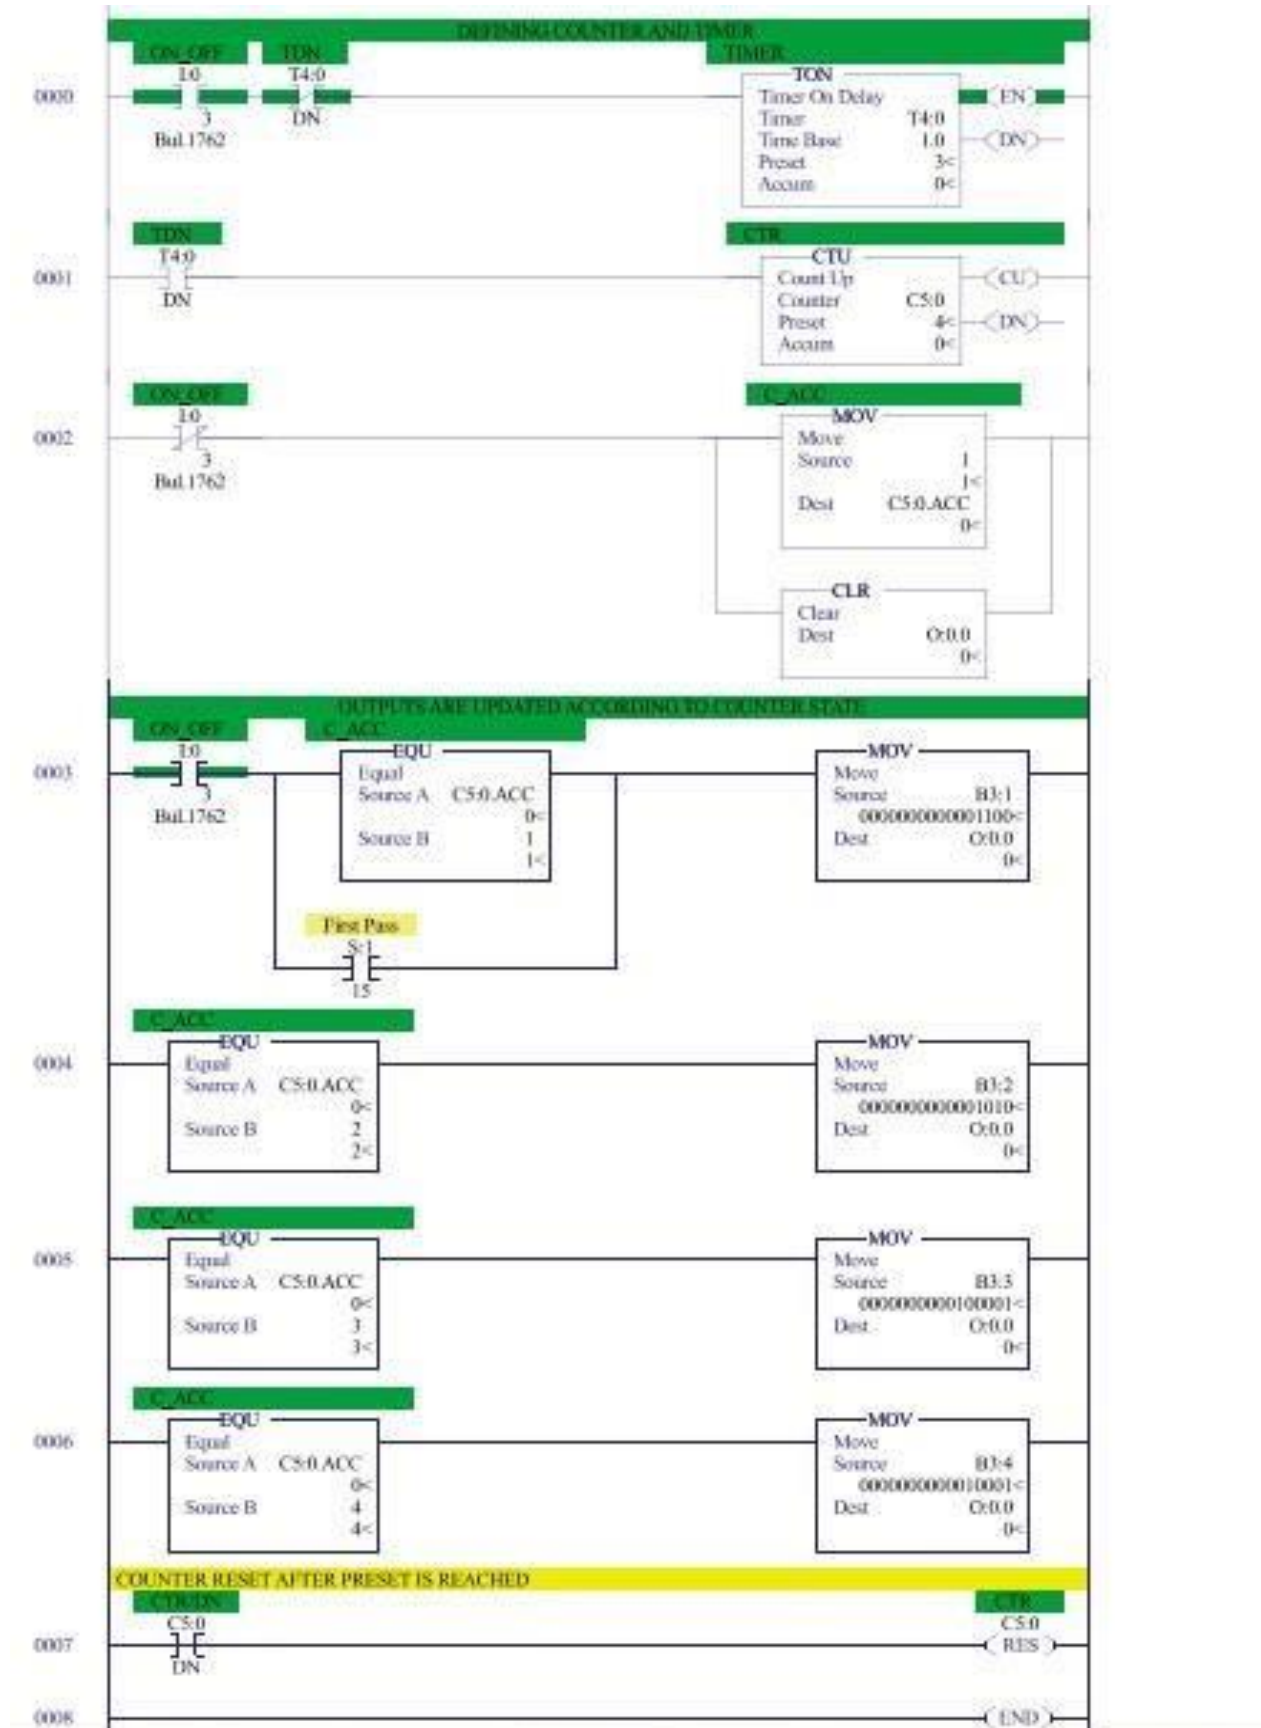 DEFINING COUNTER AND TIMER
ON_OFF TDN TIMER
I:0 T4:0 TON
0000 Timer On Delay EN
3 DN Timer T4:0
Bul.1762 Time Base 1.0 DN
Preset 3<
Accum 0<
TDN CTR
T4:0 CTU
0001 Count Up CU
DN Counter C5:0
Preset 4< DN
Accum 0<
ON_OFF C_ACC
I:0 MOV
0002 Move
3 Source 1
Bul.1762 1<
Dest C5:0.ACC
0<
CLR
Clear
Dest O:0.0
0<
OUTPUTS ARE UPDATED ACCORDING TO COUNTER STATE
ON_OFF C_ACC
I:0 EQU MOV
0003 Equal Move
3 Source A C5:0.ACC Source B3:1
Bul.1762 0< 0000000000001100<
Source B 1 Dest O:0.0
1< 0<
First Pass
S:1
15
C_ACC
EQU MOV
0004 Equal Move
Source A C5:0.ACC Source B3:2
0< 0000000000001010<
Source B 2 Dest O:0.0
2< 0<
C_ACC
EQU MOV
0005 Equal Move
Source A C5:0.ACC Source B3:3
0< 0000000000100001<
Source B 3 Dest O:0.0
3< 0<
C_ACC
EQU MOV
0006 Equal Move
Source A C5:0.ACC Source B3:4
0< 0000000000010001<
Source B 4 Dest O:0.0
4< 0<
COUNTER RESET AFTER PRESET IS REACHED
CTR
C5:0 C5:0
0007 RES
DN
0008 END